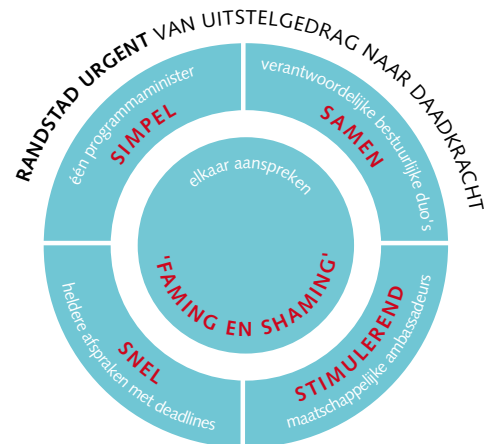 RANDSTAD URGENT VAN UITSTELGEDRAG NAAR DAADKRACHT
één programmaminister
SIMPEL
verantwoordelijke bestuurlijke duo's
SAMEN
elkaar aanspreken
'FAMING EN SHAMING'
SNEL
heldere afspraken met deadlines
STIMULEREND
maatschappelijke ambassadeurs